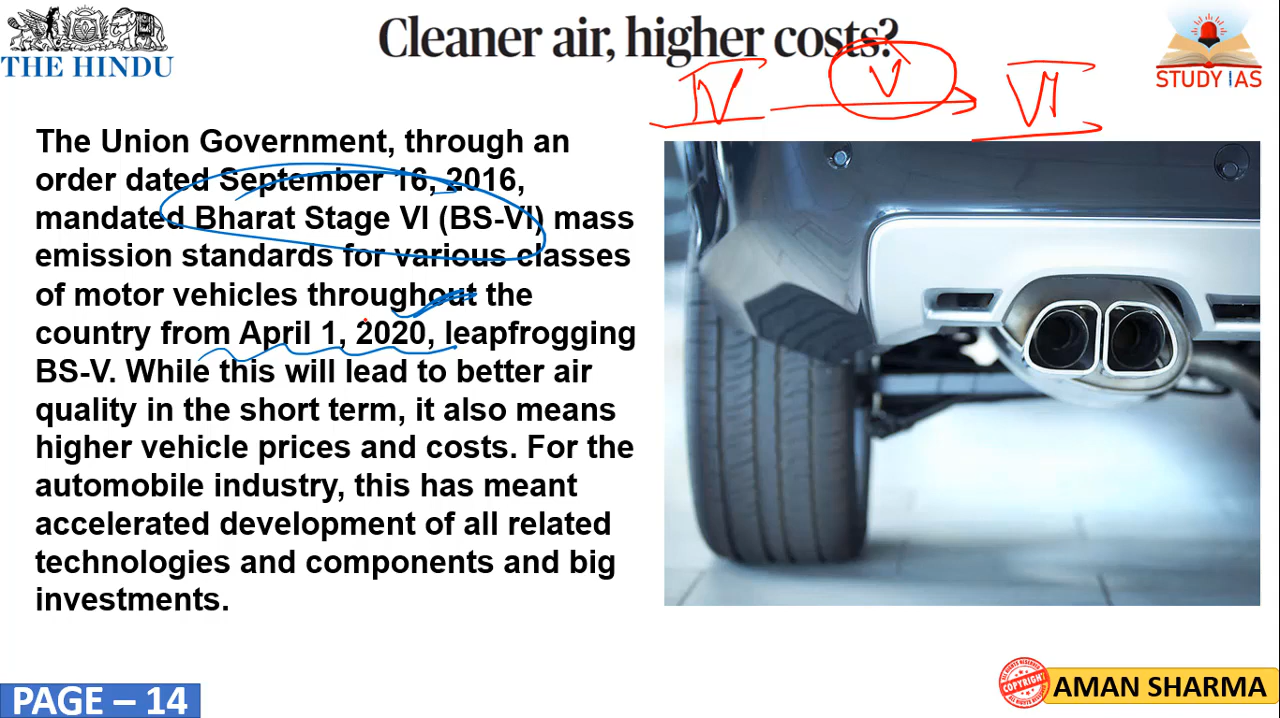 THE HINDU
Cleaner air, higher costs?
STUDY IAS
IV V VI
The Union Government, through an
order dated September 16, 2016,
mandated Bharat Stage VI (BS-VI) mass
emission standards for various classes
of motor vehicles throughout the
country from April 1, 2020, leapfrogging
BS-V. While this will lead to better air
quality in the short term, it also means
higher vehicle prices and costs. For the
automobile industry, this has meant
accelerated development of all related
technologies and components and big
investments.
PAGE – 14
COPYRIGHT
AMAN SHARMA